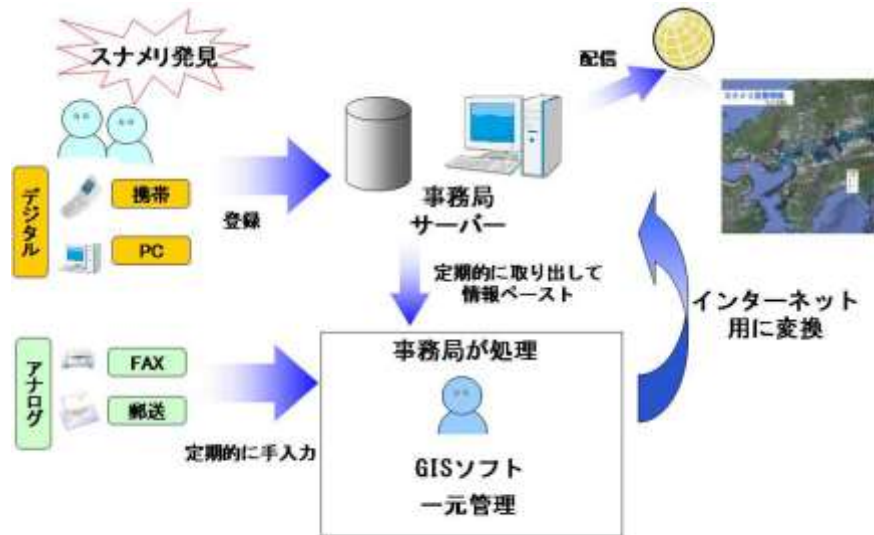 スナメリ発見
配信
デジタル
携帯
PC
登録
事務局
サーバー
定期的に取り出して
情報ペースト
インターネット
用に変換
アナログ
FAX
郵送
定期的に手入力
事務局が処理
GISソフト
一元管理